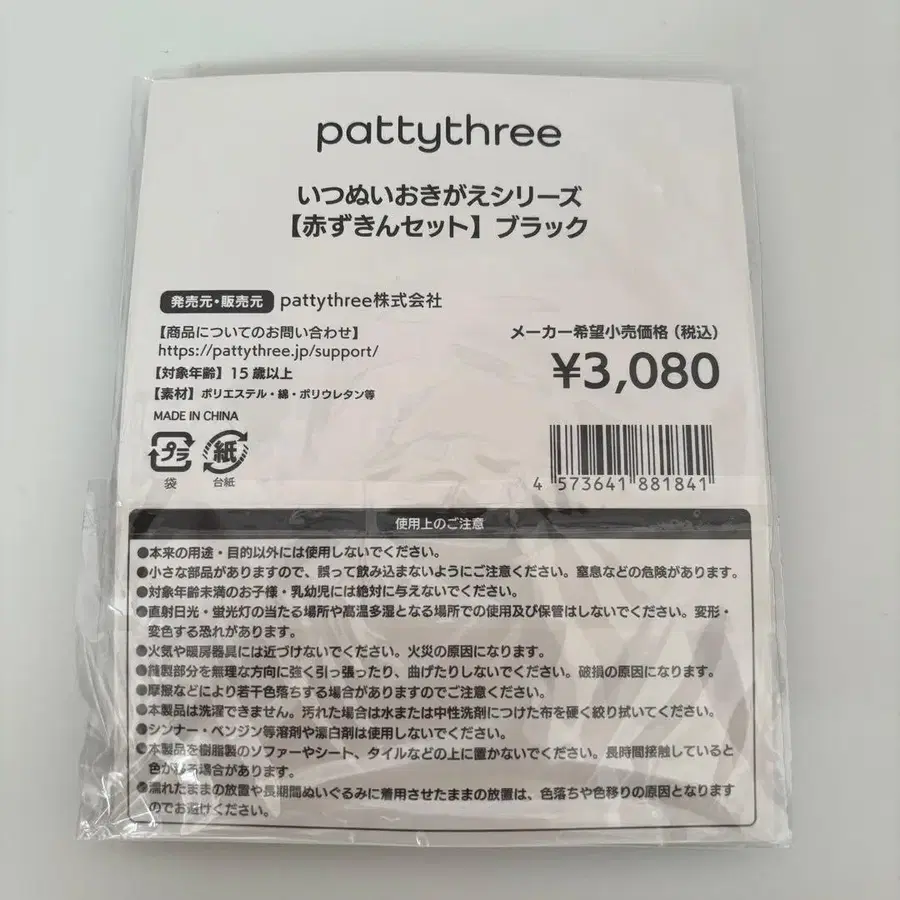 pattythree
いつぬいおきがえシリーズ
【赤ずきんセット】ブラック
発売元・販売元 pattythree株式会社
【商品についてのお問い合わせ】
https://pattythree.jp/support/
【対象年齢】15歳以上
【素材】ポリエステル・綿・ポリウレタン等
MADE IN CHINA
メーカー希望小売価格（税込）
¥3,080
プラ 紙
袋 台紙
4 573641 881841
使用上のご注意
●本来の用途・目的以外には使用しないでください。
●小さな部品がありますので、誤って飲み込まないようにご注意ください。窒息などの危険があります。
●対象年齢未満のお子様・乳幼児には絶対に与えないでください。
●直射日光・蛍光灯の当たる場所や高温多湿となる場所での使用及び保管はしないでください。変形・
変色する恐れがあります。
●火気や暖房器具には近づけないでください。火災の原因になります。
●縫製部分を無理な方向に強く引っ張ったり、曲げたりしないでください。破損の原因になります。
●摩擦などにより若干色落ちする場合がありますのでご注意ください。
●本製品は洗濯できません。汚れた場合は水または中性洗剤につけた布を硬く絞り拭いてください。
●シンナー・ベンジン等溶剤や漂白剤は使用しないでください。
●本製品を樹脂製のソファーやシート、タイルなどの上に置かないでください。長時間接触していると
色が移る場合があります。
●濡れたままの放置や長期間ぬいぐるみに着用させたままの放置は、色落ちや色移りの原因となります
のでお避けください。